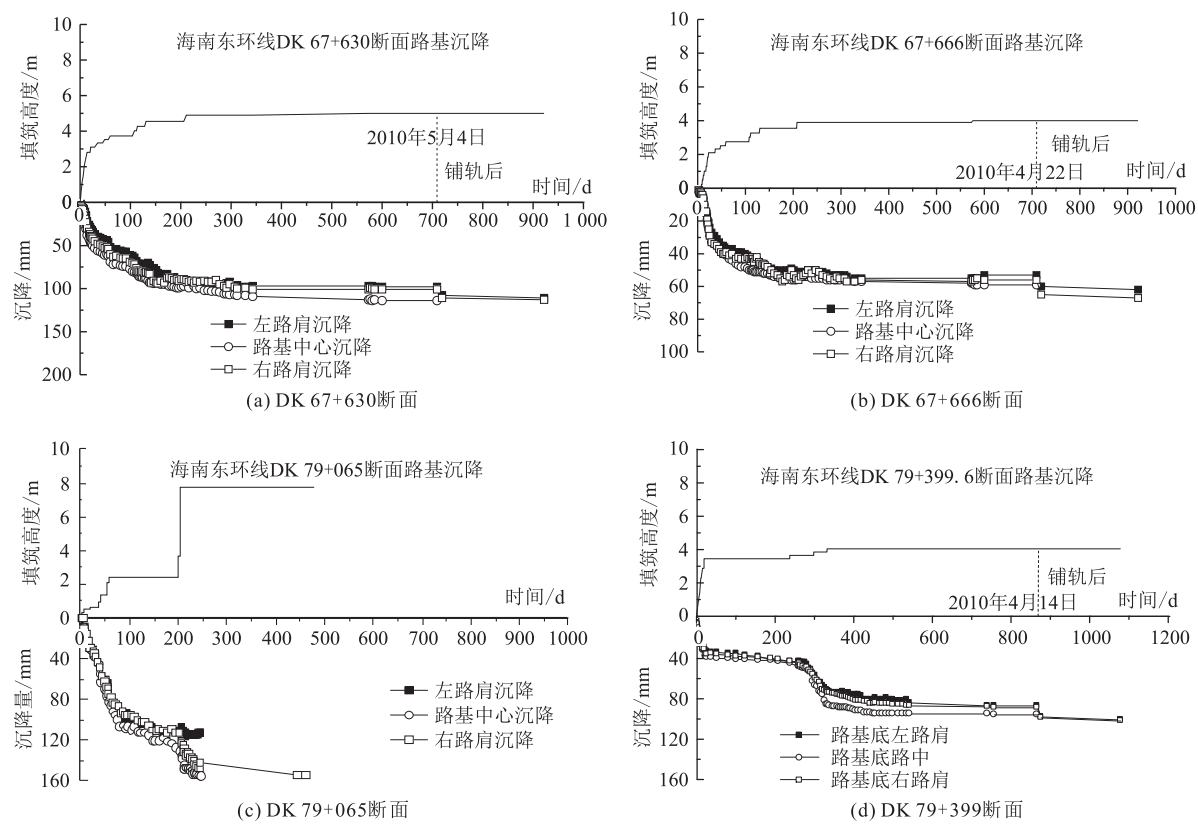 海南东环线DK 67+630断面路基沉降
填筑高度/m
10
8
6
4
2
0
2010年5月4日
铺轨后
时间/d
0 100 200 300 400 500 600 700 800 900 1 000
沉降/mm
50
100
150
200
左路肩沉降
路基中心沉降
右路肩沉降
(a) DK 67+630断面
海南东环线DK 67+666断面路基沉降
填筑高度/m
10
8
6
4
2
0
铺轨后
2010年4月22日
时间/d
0 100 200 300 400 500 600 700 800 900 1000
沉降/mm
20
40
60
80
100
左路肩沉降
路基中心沉降
右路肩沉降
(b) DK 67+666断面
海南东环线DK 79+065断面路基沉降
填筑高度/m
10
8
6
4
2
0
时间/d
0 100 200 300 400 500 600 700 800 900 1000
沉降量/mm
40
80
120
160
左路肩沉降
路基中心沉降
右路肩沉降
(c) DK 79+065断面
海南东环线DK 79+399. 6断面路基沉降
填筑高度/m
10
8
6
4
2
0
铺轨后
2010年4月14日
时间/d
0 200 400 600 800 1000 1200
沉降/mm
40
80
120
160
路基底左路肩
路基底路中
路基底右路肩
(d) DK 79+399断面